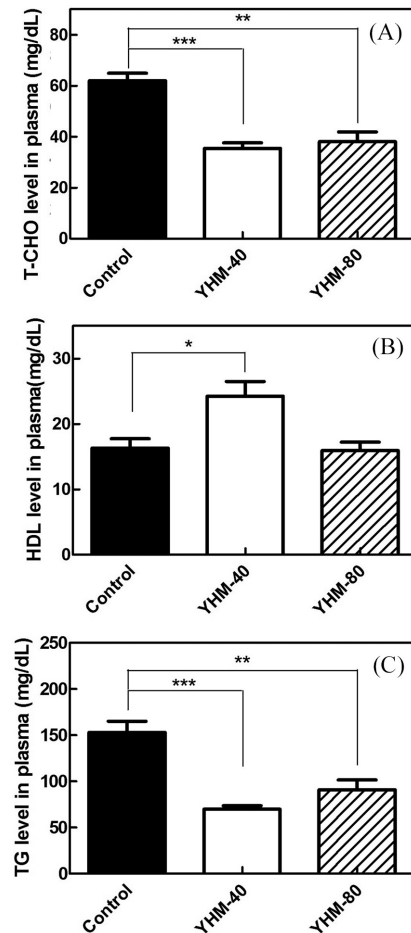 (A)
T-CHO level in plasma (mg/dL)
80
60
40
20
0
**
***
Control
YHM-40
YHM-80
(B)
HDL level in plasma(mg/dL)
30
20
10
0
*
Control
YHM-40
YHM-80
(C)
TG level in plasma (mg/dL)
250
200
150
100
50
0
**
***
Control
YHM-40
YHM-80